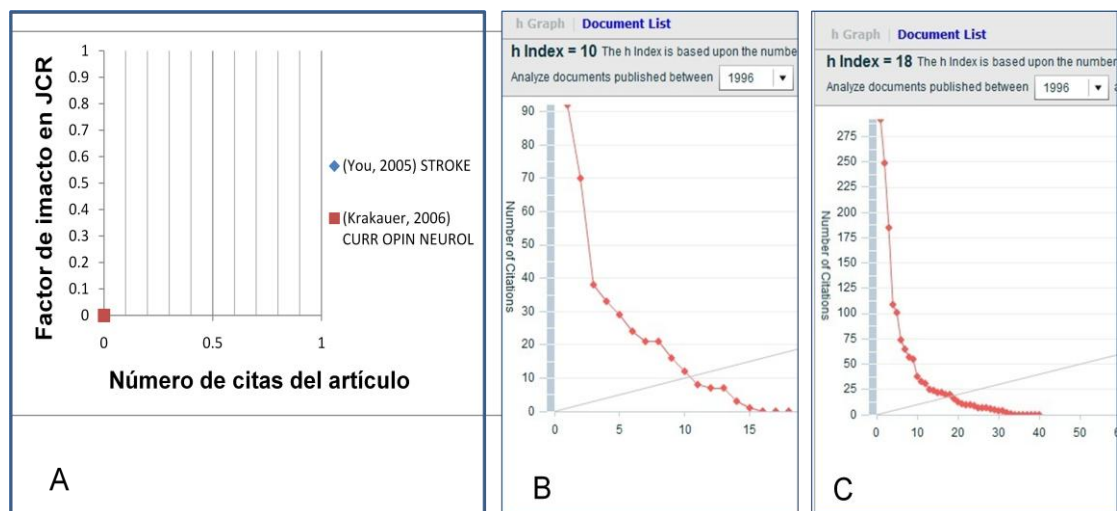 Factor de imacto en JCR
1
0.9
0.8
0.7
0.6
0.5
0.4
0.3
0.2
0.1
0
0
0.5
1
Número de citas del artículo
(You, 2005) STROKE
(Krakauer, 2006)
CURR OPIN NEUROL
A
h Graph | Document List
h Index = 10 The h Index is based upon the numbe
Analyze documents published between 1996
Number of Citations
90
80
70
60
50
40
30
20
10
0
0
5
10
15
B
h Graph | Document List
h Index = 18 The h Index is based upon the number
Analyze documents published between 1996 a
Number of Citations
275
250
225
200
175
150
125
100
75
50
25
0
0
10
20
30
40
50
C